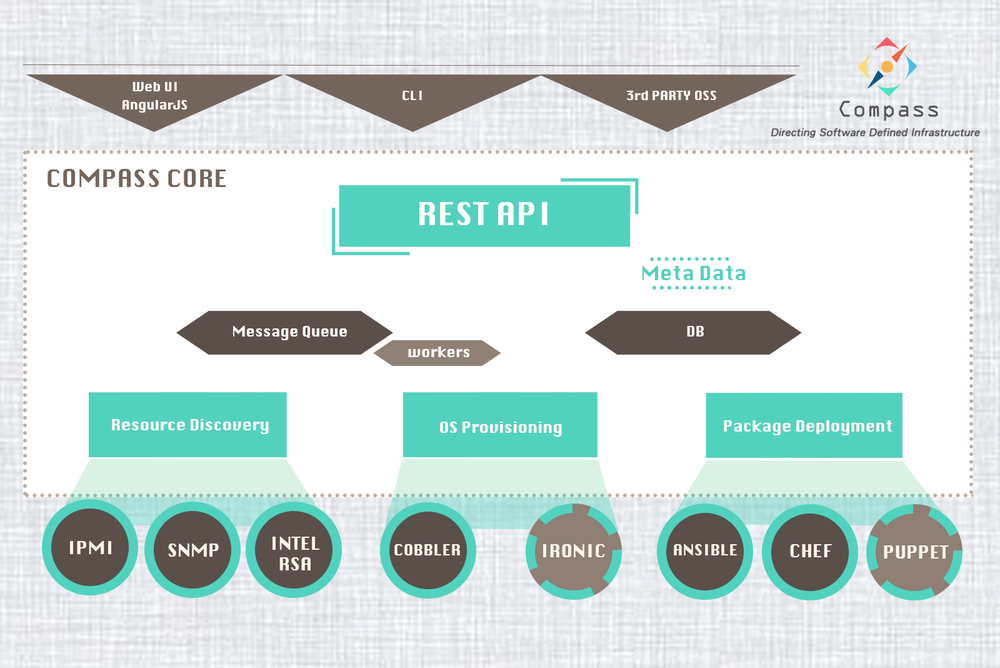 Web UI
AngularJS
CLI
3rd PARTY OSS
Compass
Directing Software Defined Infrastructure
COMPASS CORE
REST API
Meta Data
Message Queue
workers
DB
Resource Discovery
OS Provisioning
Package Deployment
IPMI
SNMP
INTEL
RSA
COBBLER
IRONIC
ANSIBLE
CHEF
PUPPET